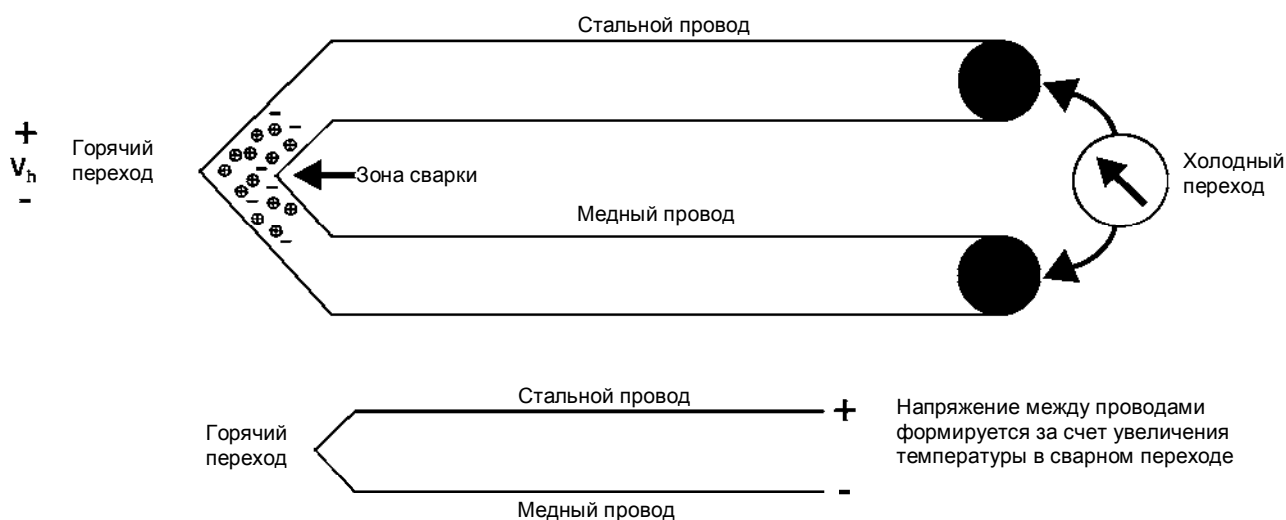 Стальной провод
+
Vh
-
Горячий
переход
Зона сварки
Холодный
переход
Медный провод
Стальной провод
+
Горячий
переход
Напряжение между проводами
формируется за счет увеличения
температуры в сварном переходе
-
Медный провод